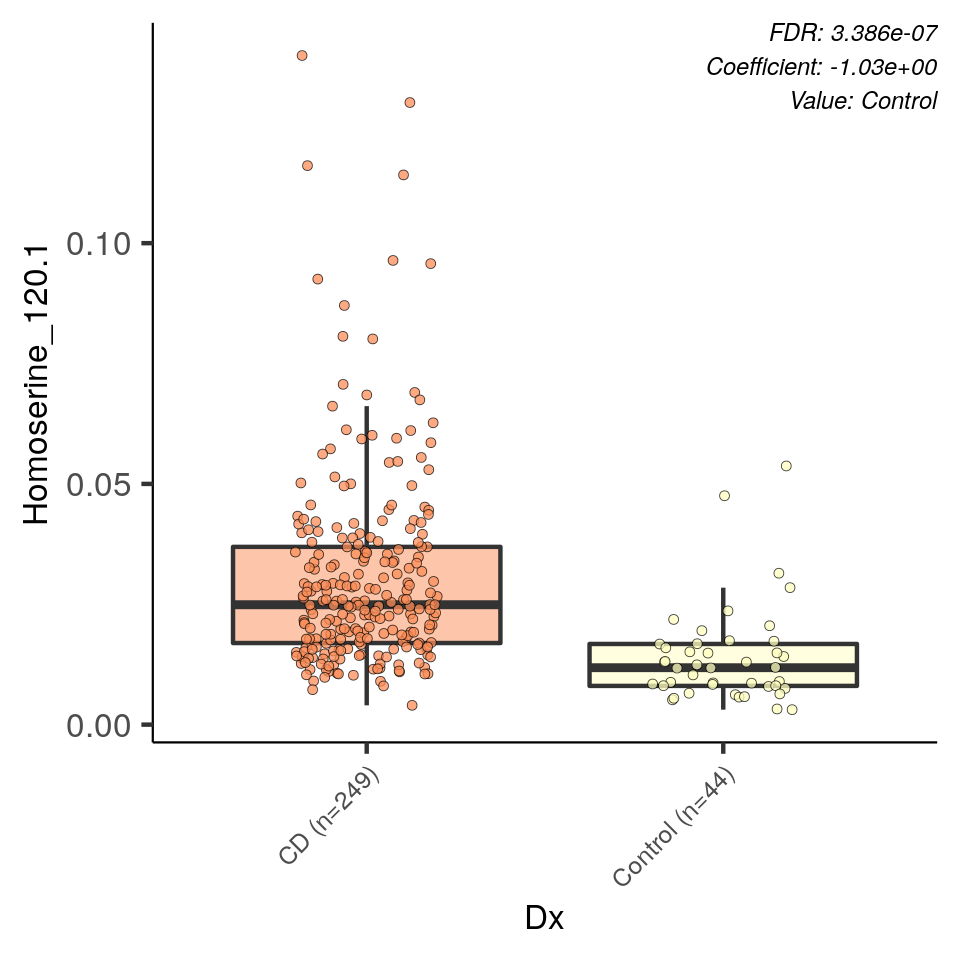 FDR: 3.386e-07
Coefficient: -1.03e+00
Value: Control
Homoserine_120.1
0.10
0.05
0.00
CD (n=249)
Control (n=44)
Dx